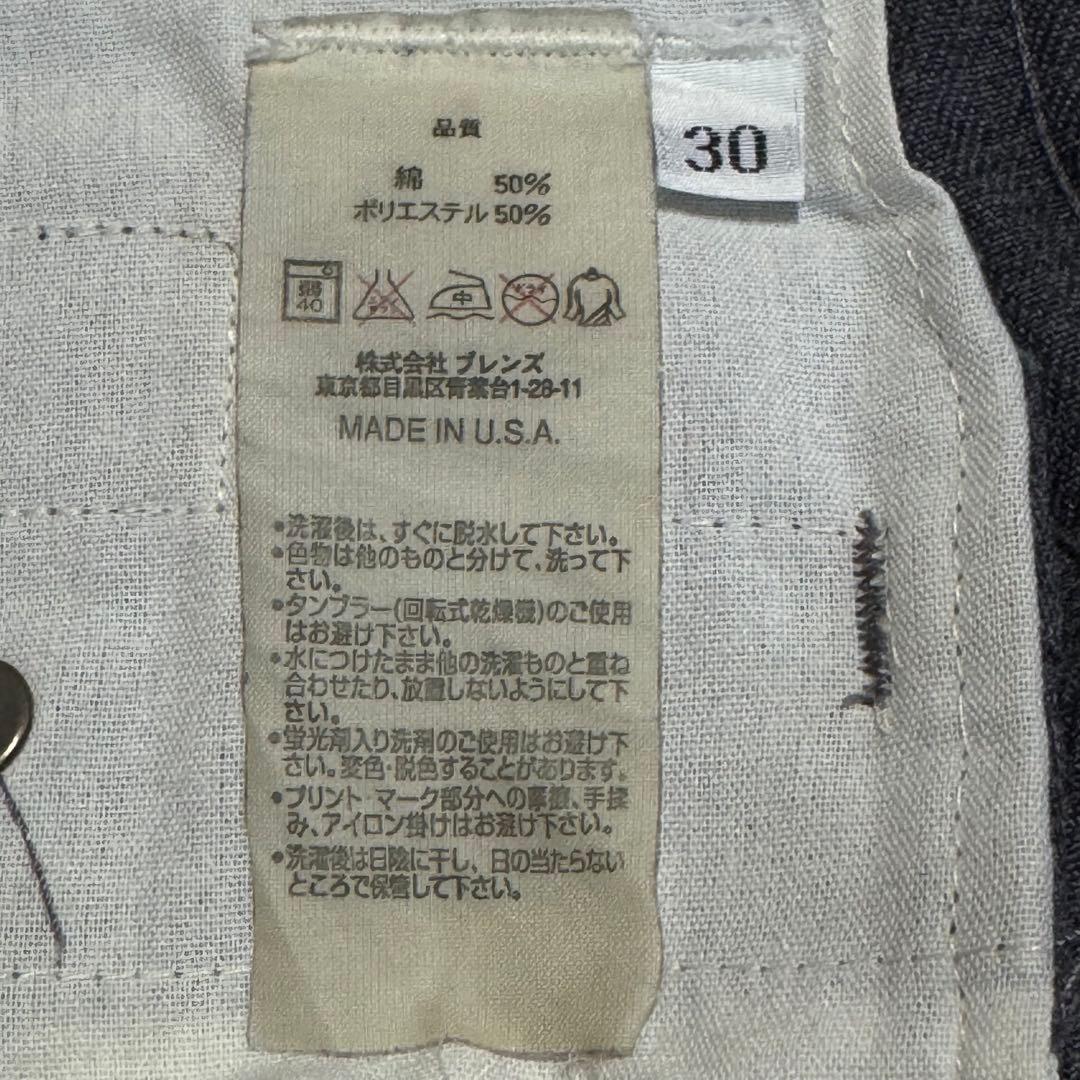 30
品質
綿 50%
ポリエステル 50%
40
中
ドライ
株式会社 ブレンズ
東京都目黒区青葉台1-28-11
MADE IN U.S.A.
•洗濯後は、すぐに脱水して下さい。
•色物は他のものと分けて、洗って下
さい。
•タンブラー(回転式乾燥機)のご使用
はお避け下さい。
•水につけたまま他の洗濯ものと重ね
合わせたり、放置しないようにして下
さい。
•蛍光剤入り洗剤のご使用はお避け下
さい。変色・脱色することがあります。
•プリント マーク部分への摩擦、手揉
み、アイロン掛けはお避け下さい。
•洗濯後は日陰に干し、日の当たらない
ところで保管して下さい。